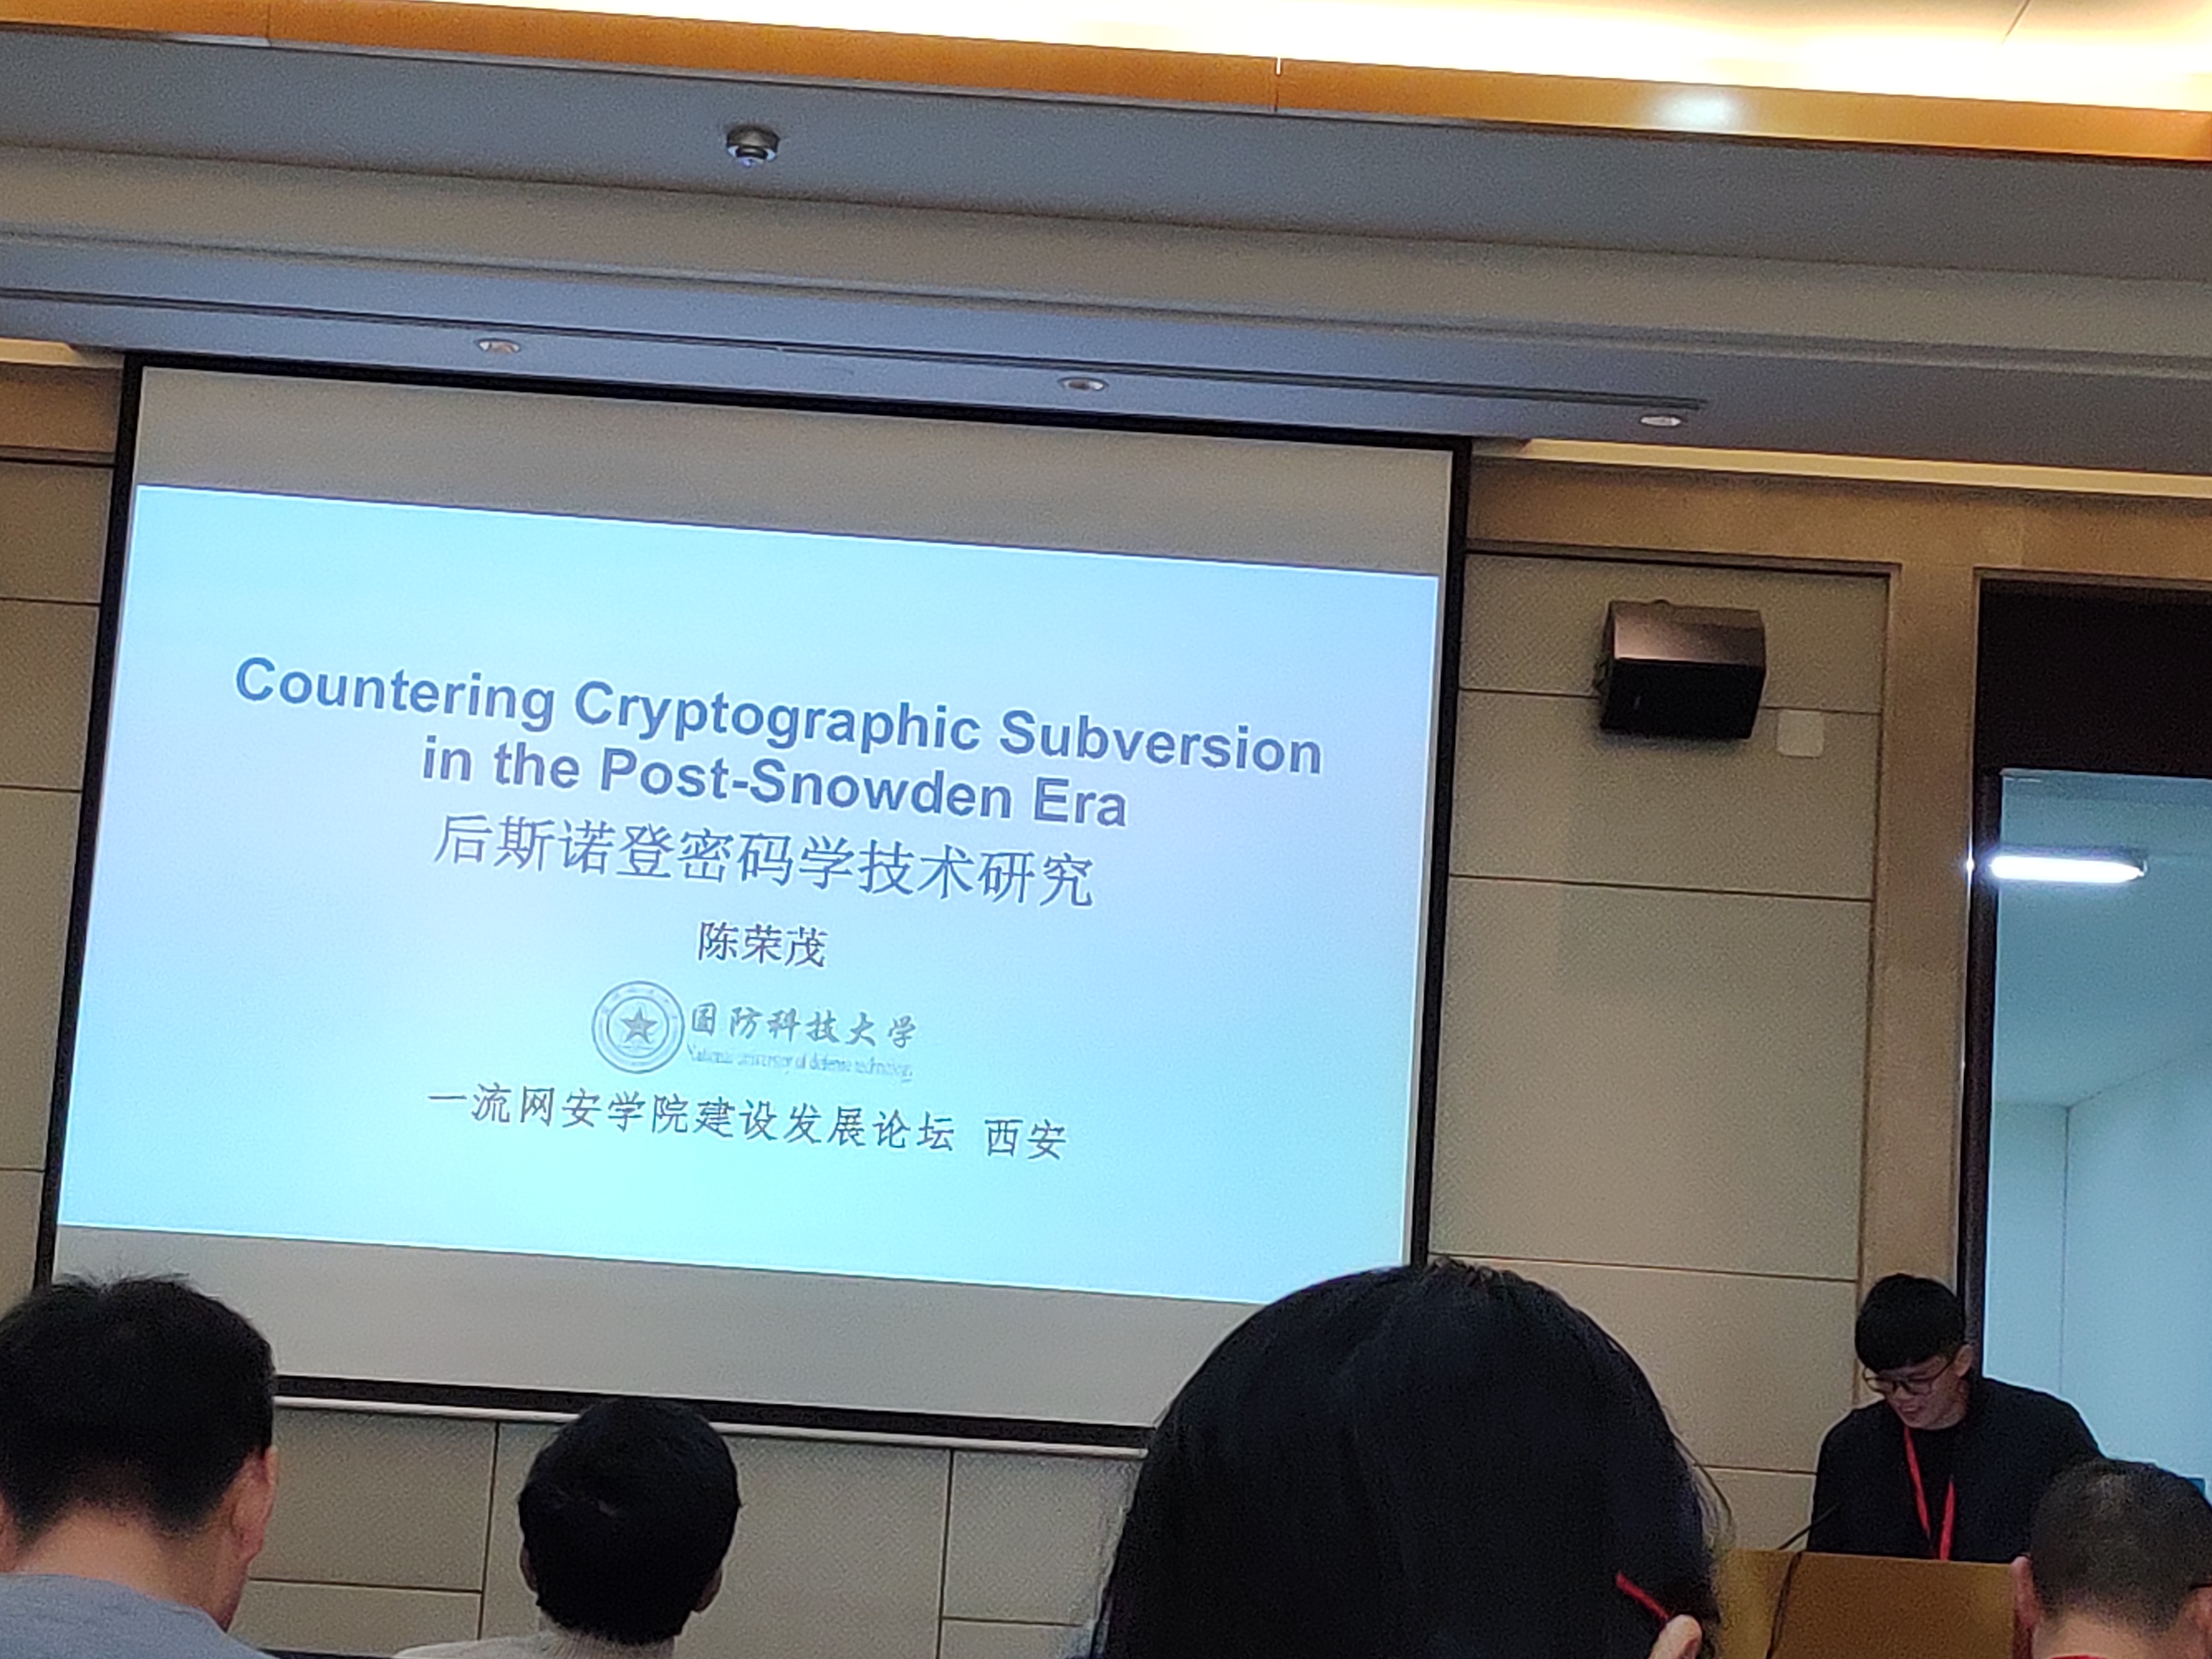 Countering Cryptographic Subversion
in the Post-Snowden Era
后斯诺登密码学技术研究
陈荣茂
国防科技大学
National university of defense technology
一流网安学院建设发展论坛 西安